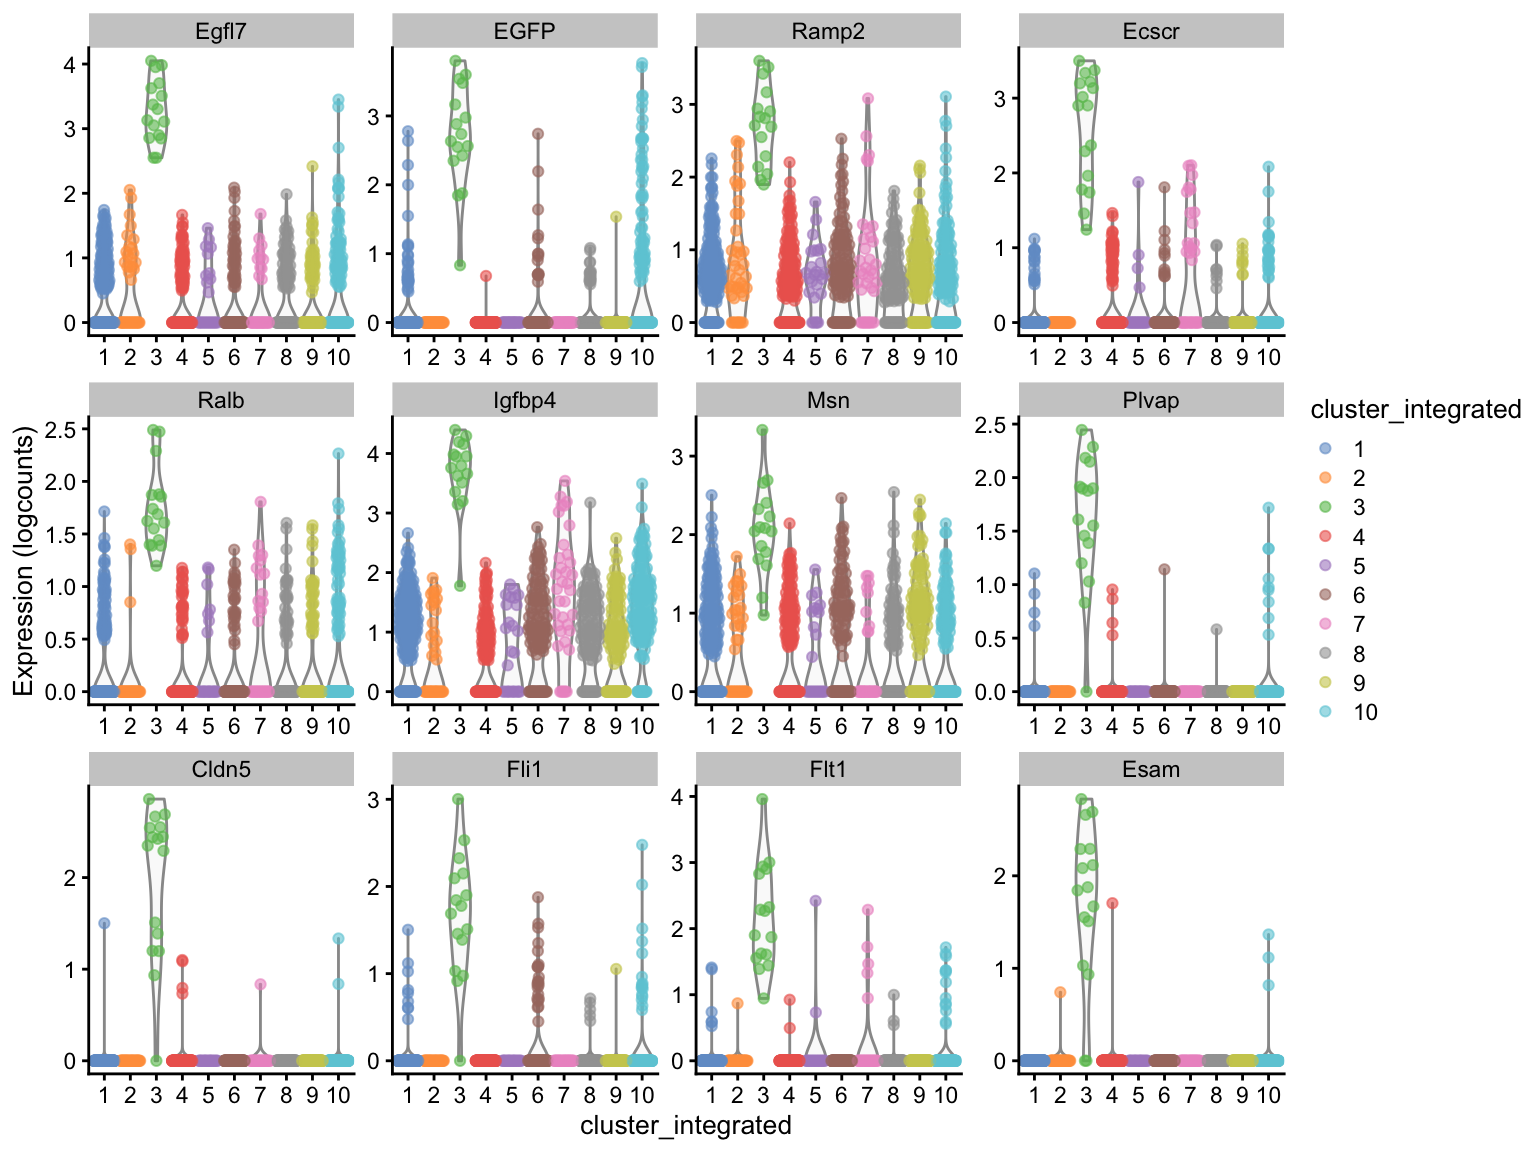 Egfl7 EGFP Ramp2 Ecscr
4 3 2 1 0
3 2 1 0
3 2 1 0
3 2 1 0
1 2 3 4 5 6 7 8 9 10
1 2 3 4 5 6 7 8 9 10
1 2 3 4 5 6 7 8 9 10
1 2 3 4 5 6 7 8 9 10
Ralb Igfbp4 Msn Plvap
2.5 2.0 1.5 1.0 0.5 0.0
4 3 2 1 0
3 2 1 0
2.5 2.0 1.5 1.0 0.5 0.0
1 2 3 4 5 6 7 8 9 10
1 2 3 4 5 6 7 8 9 10
1 2 3 4 5 6 7 8 9 10
1 2 3 4 5 6 7 8 9 10
Cldn5 Fli1 Flt1 Esam
2 1 0
3 2 1 0
4 3 2 1 0
2 1 0
1 2 3 4 5 6 7 8 9 10
1 2 3 4 5 6 7 8 9 10
1 2 3 4 5 6 7 8 9 10
1 2 3 4 5 6 7 8 9 10
Expression (logcounts)
cluster_integrated
cluster_integrated
1
2
3
4
5
6
7
8
9
10